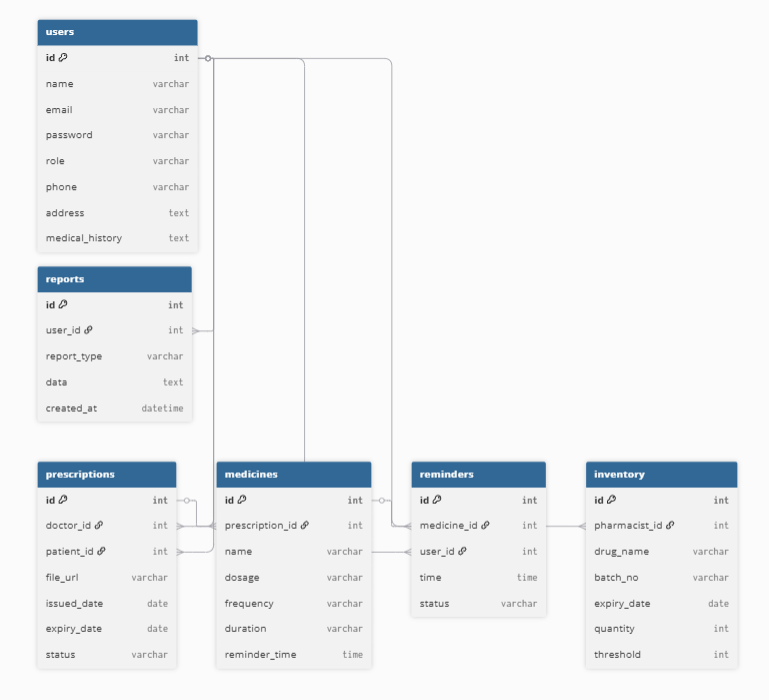 users
id int
name varchar
email varchar
password varchar
role varchar
phone varchar
address text
medical_history text
reports
id int
user_id int
report_type varchar
data text
created_at datetime
prescriptions
id int
doctor_id int
patient_id int
file_url varchar
issued_date date
expiry_date date
status varchar
medicines
id int
prescription_id int
name varchar
dosage varchar
frequency varchar
duration varchar
reminder_time time
reminders
id int
medicine_id int
user_id int
time time
status varchar
inventory
id int
pharmacist_id int
drug_name varchar
batch_no varchar
expiry_date date
quantity int
threshold int